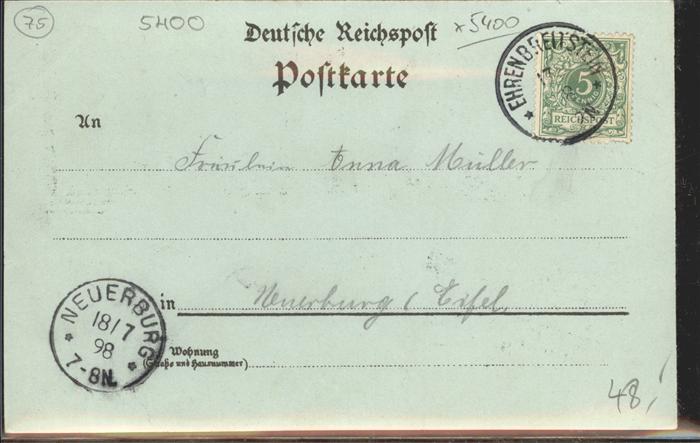 75
5400
x 5400
Deutsche Reichspost
Postkarte
EHRENBREITSTEIN
5
REICHSPOST
An
Fräulein Anna Müller
in Neuerburg (Eifel
Wohnung
(Straße und Hausnummer)
NEUERBURG
18/7
98
7-8N.
48,